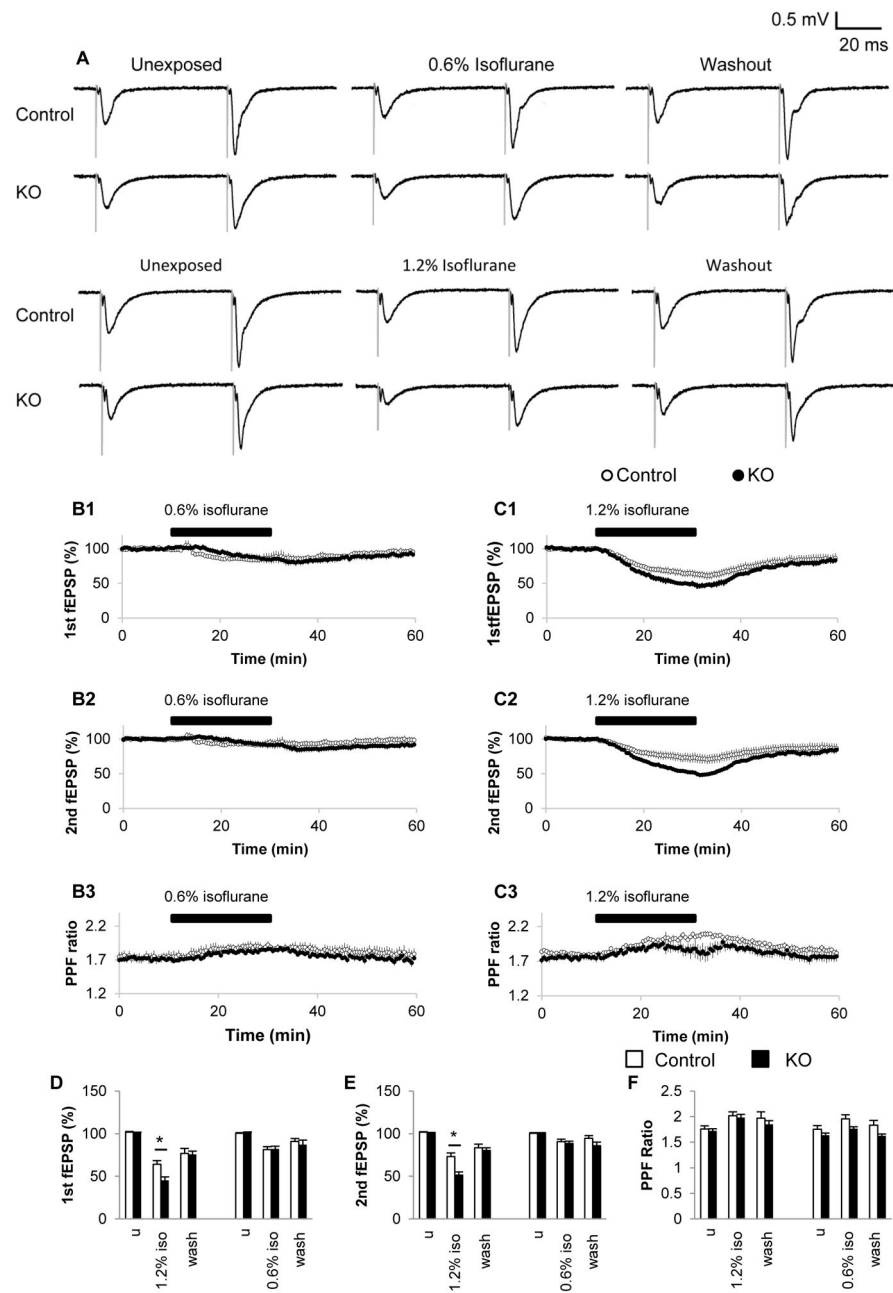 0.5 mV
20 ms
A
Unexposed 0.6% Isoflurane Washout
Control
KO
Unexposed 1.2% Isoflurane Washout
Control
KO
Control KO
B1
0.6% isoflurane
1st fEPSP (%)
100
50
0
0 20 40 60
Time (min)
C1
1.2% isoflurane
1stfEPSP (%)
100
50
0
0 20 40 60
Time (min)
B2
0.6% isoflurane
2nd fEPSP (%)
100
50
0
0 20 40 60
Time (min)
C2
1.2% isoflurane
2nd fEPSP (%)
100
50
0
0 20 40 60
Time (min)
B3
0.6% isoflurane
PPF ratio
2.2
1.7
1.2
0 20 40 60
Time (min)
C3
1.2% isoflurane
PPF ratio
2.2
1.7
1.2
0 20 40 60
Time (min)
Control KO
D
1st fEPSP (%)
150
100
50
0
*
u
1.2% iso
wash
u
0.6% iso
wash
E
2nd fEPSP (%)
150
100
50
0
*
u
1.2% iso
wash
u
0.6% iso
wash
F
PPF Ratio
2.5
2
1.5
1
0.5
0
u
1.2% iso
wash
u
0.6% iso
wash